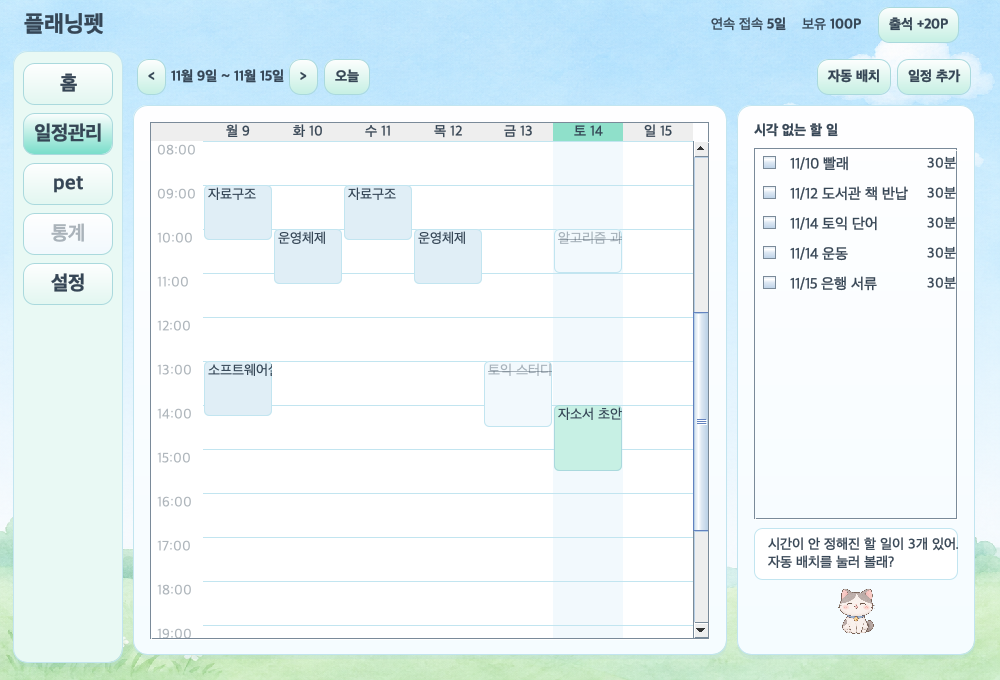 플래닝펫
연속 접속 5일 보유 100P 출석 +20P
홈
일정관리
pet
통계
설정
< 11월 9일 ~ 11월 15일 > 오늘
자동 배치 일정 추가
월 9 화 10 수 11 목 12 금 13 토 14 일 15
08:00
09:00 자료구조 자료구조
10:00 운영체제 운영체제 알고리즘 과
11:00
12:00
13:00 소프트웨어 토익 스터디
14:00 자소서 초안
15:00
16:00
17:00
18:00
19:00
시각 없는 할 일
11/10 빨래 30분
11/12 도서관 책 반납 30분
11/14 토익 단어 30분
11/14 운동 30분
11/15 은행 서류 30분
시간이 안 정해진 할 일이 3개 있어.
자동 배치를 눌러 볼래?